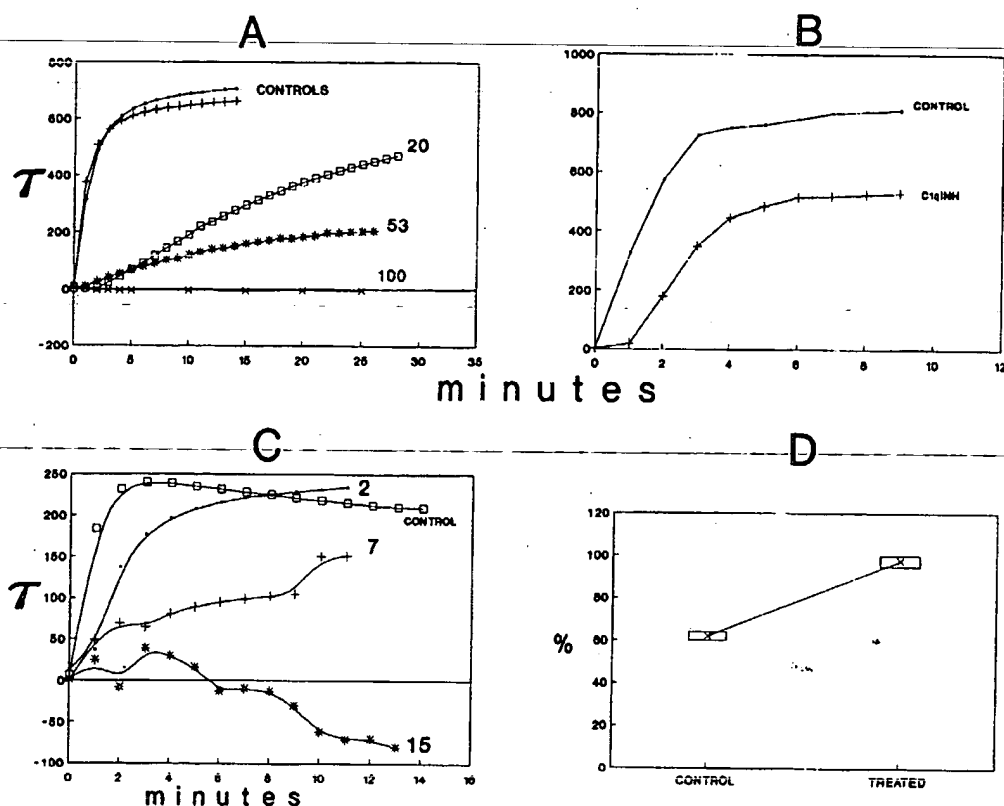 A
800
600
400
200
0
-200
τ
CONTROLS
20
53
100
0 5 10 15 20 25 30 35
B
1000
800
600
400
200
0
CONTROL
C1qINH
0 2 4 6 8 10 12
minutes
C
250
200
150
100
50
0
-50
-100
τ
2
CONTROL
7
15
0 2 4 6 8 10 12 14 16
minutes
D
120
100
80
60
40
20
0
%
CONTROL TREATED